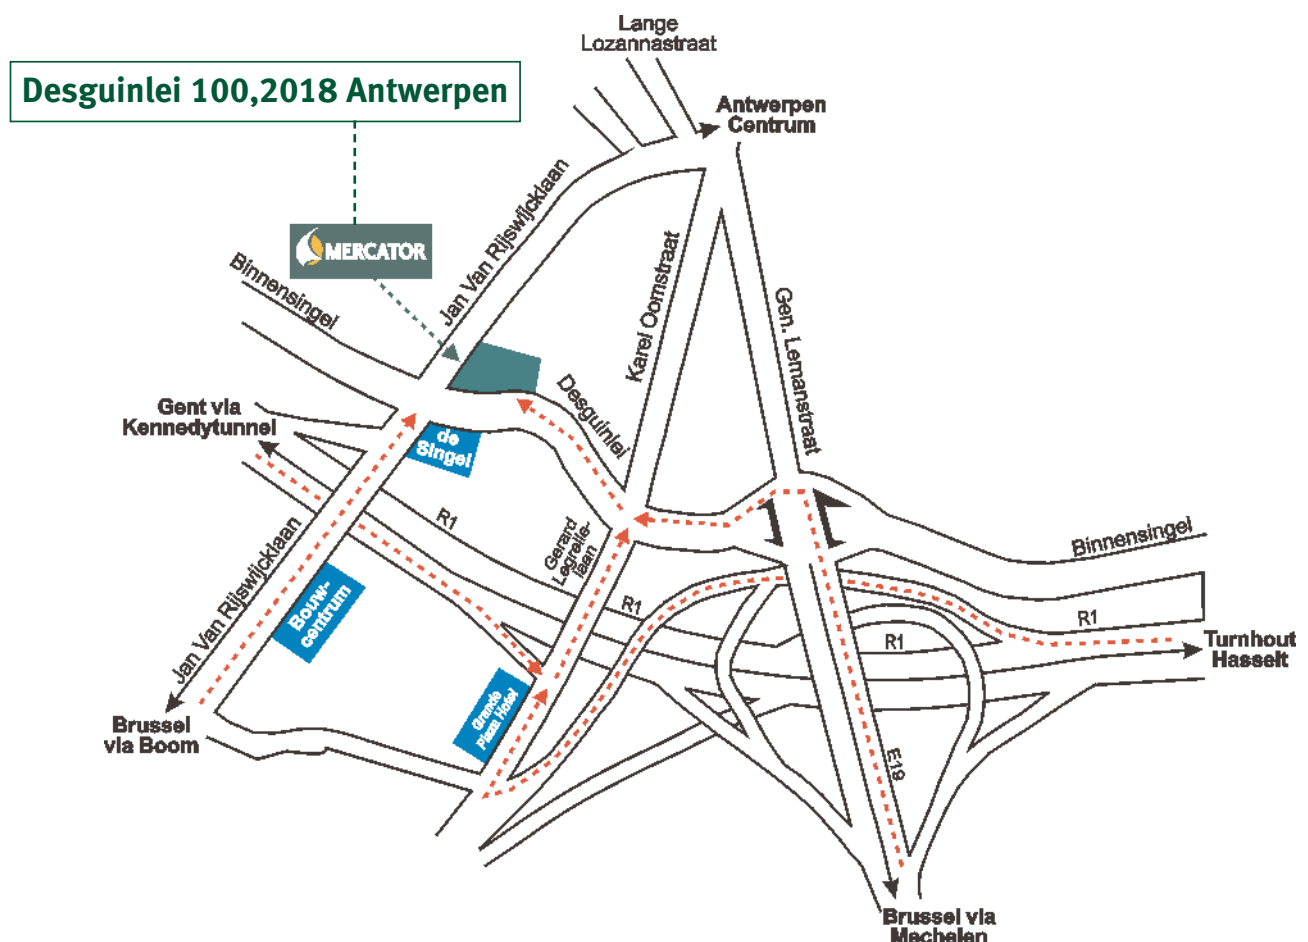 Lange
Lozannastraat
Desguinlei 100,2018 Antwerpen
Antwerpen
Centrum
MERCATOR
Binnensingel
Jan Van Rijswijcklaan
Karel Oomstraat
Gen. Lemanstraat
Desguinlei
Gent via
Kennedytunnel
de
Singel
R1
Gerard
Legrelle-
laan
Binnensingel
Jan Van Rijswijcklaan
Bouw-
centrum
R1
R1
R1
Turnhout
Hasselt
Grande
Plaza Hotel
Brussel
via Boom
E19
Brussel via
Mechelen